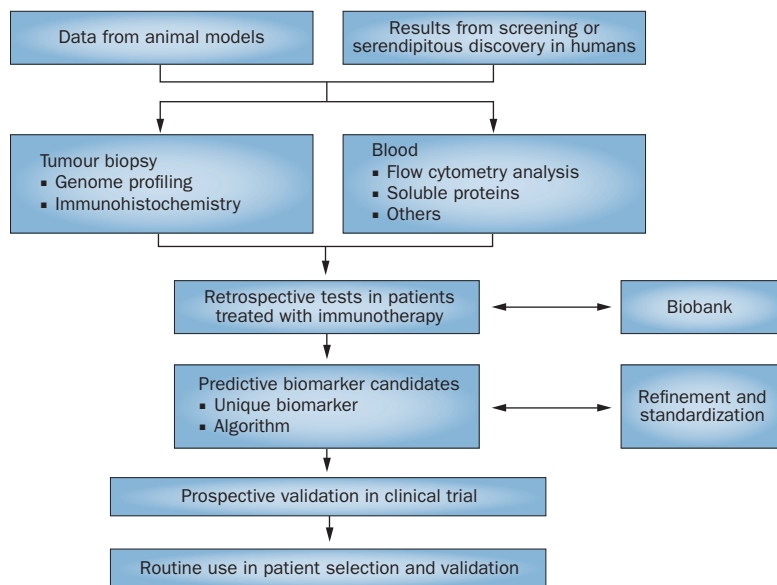 Data from animal models
Results from screening or
serendipitous discovery in humans
Tumour biopsy
▪ Genome profiling
▪ Immunohistochemistry
Blood
▪ Flow cytometry analysis
▪ Soluble proteins
▪ Others
Retrospective tests in patients
treated with immunotherapy
Biobank
Predictive biomarker candidates
▪ Unique biomarker
▪ Algorithm
Refinement and
standardization
Prospective validation in clinical trial
Routine use in patient selection and validation